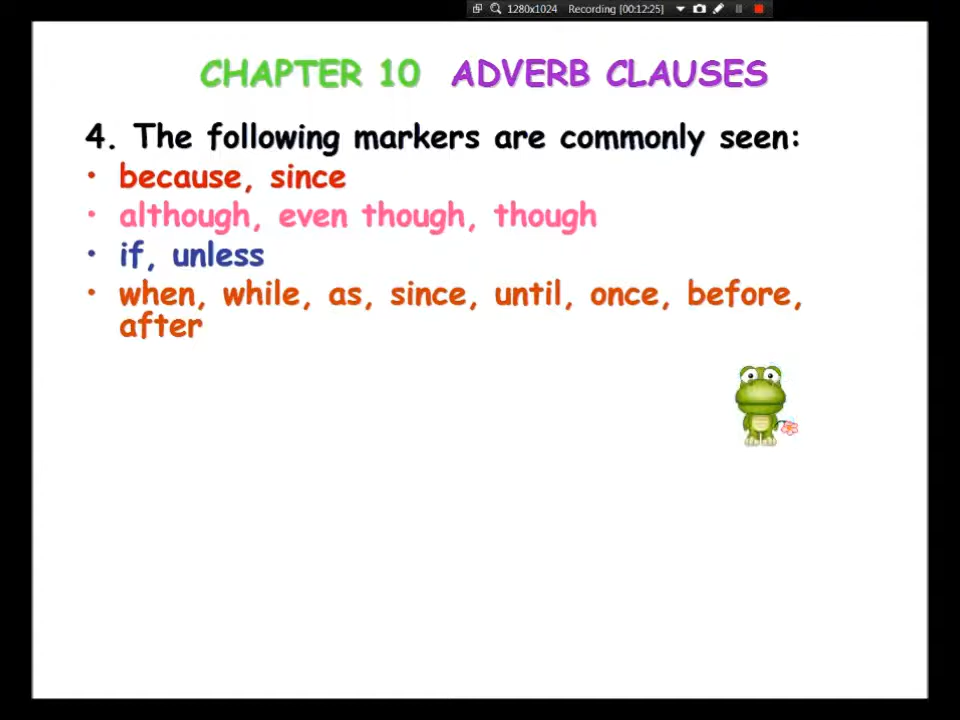 1280x1024 Recording [00:12:25]
CHAPTER 10 ADVERB CLAUSES
4. The following markers are commonly seen:
• because, since
• although, even though, though
• if, unless
• when, while, as, since, until, once, before,
after